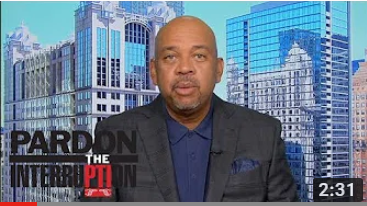 PARDON
THE
INTERRUPTION
2:31